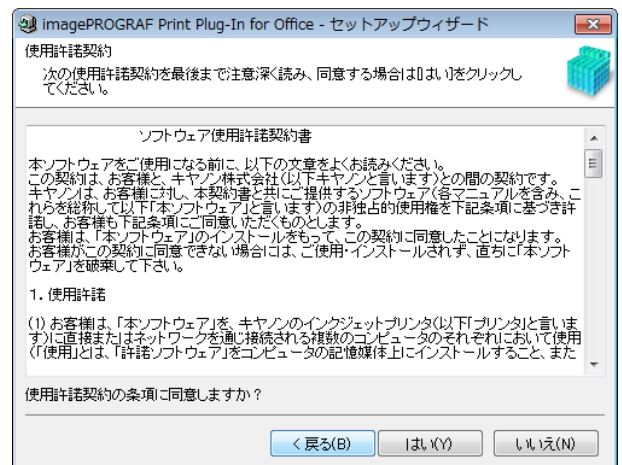 imagePROGRAF Print Plug-In for Office - セットアップウィザード
使用許諾契約
次の使用許諾契約を最後まで注意深く読み、同意する場合は[はい]をクリックし
てください。
ソフトウェア使用許諾契約書
本ソフトウェアをご使用になる前に、以下の文章をよくお読みください。
この契約は、お客様と、キヤノン株式会社(以下キヤノンと言います)との間の契約です。
キヤノンは、お客様に対し、本契約書と共にご提供するソフトウェア(各マニュアルを含み、こ
れらを総称して以下「本ソフトウェア」と言います)の非独占的使用権を下記条項に基づき許
諾し、お客様も下記条項にご同意いただくものとします。
お客様は、「本ソフトウェア」のインストールをもって、この契約に同意したことになります。
お客様がこの契約に同意できない場合には、ご使用・インストールされず、直ちに「本ソフト
ウェア」を破棄して下さい。
1. 使用許諾
(1) お客様は、「本ソフトウェア」を、キヤノンのインクジェットプリンタ(以下「プリンタ」と言いま
す)に直接またはネットワークを通じ接続される複数のコンピュータのそれぞれにおいて使用
(「使用」とは、「許諾ソフトウェア」をコンピュータの記憶媒体上にインストールすること、また
使用許諾契約の条項に同意しますか?
< 戻る(B)
はい(Y)
いいえ(N)